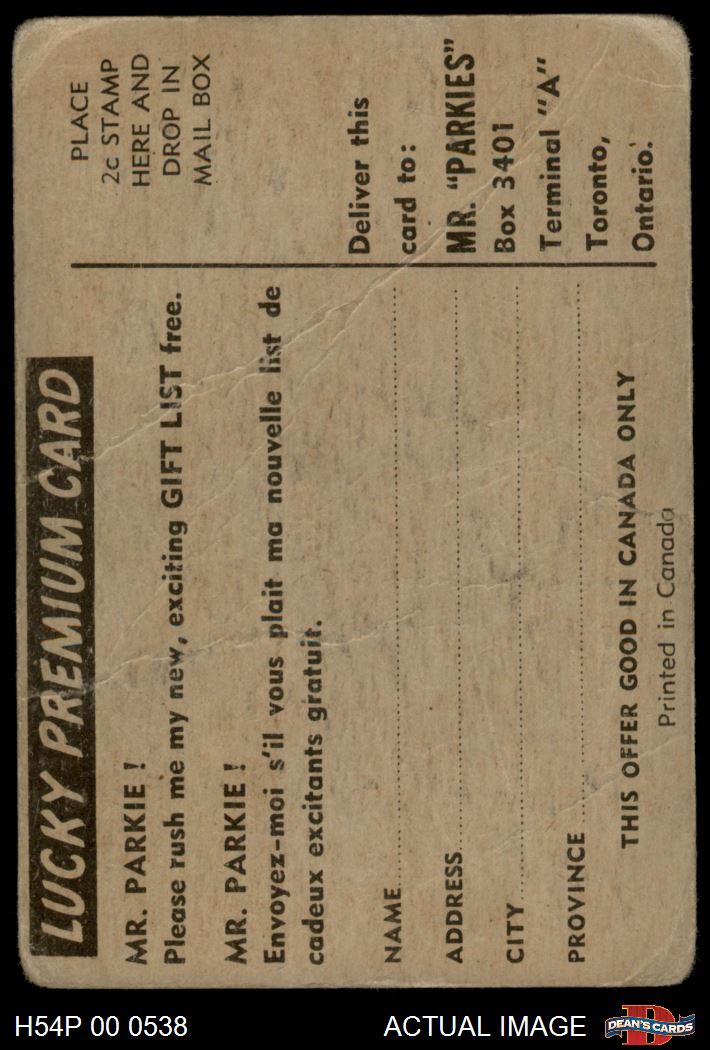 LUCKY PREMIUM CARD
MR. PARKIE!
Please rush me my new, exciting GIFT LIST free.
MR. PARKIE!
Envoyez-moi s'il vous plait ma nouvelle list de
cadeux excitants gratuit.
NAME
ADDRESS
CITY
PROVINCE
THIS OFFER GOOD IN CANADA ONLY
Printed in Canada
PLACE
2c STAMP
HERE AND
DROP IN
MAIL BOX
Deliver this
card to:
MR. "PARKIES"
Box 3401
Terminal "A"
Toronto,
Ontario.
H54P 00 0538
ACTUAL IMAGE
D
DEAN'S CARDS